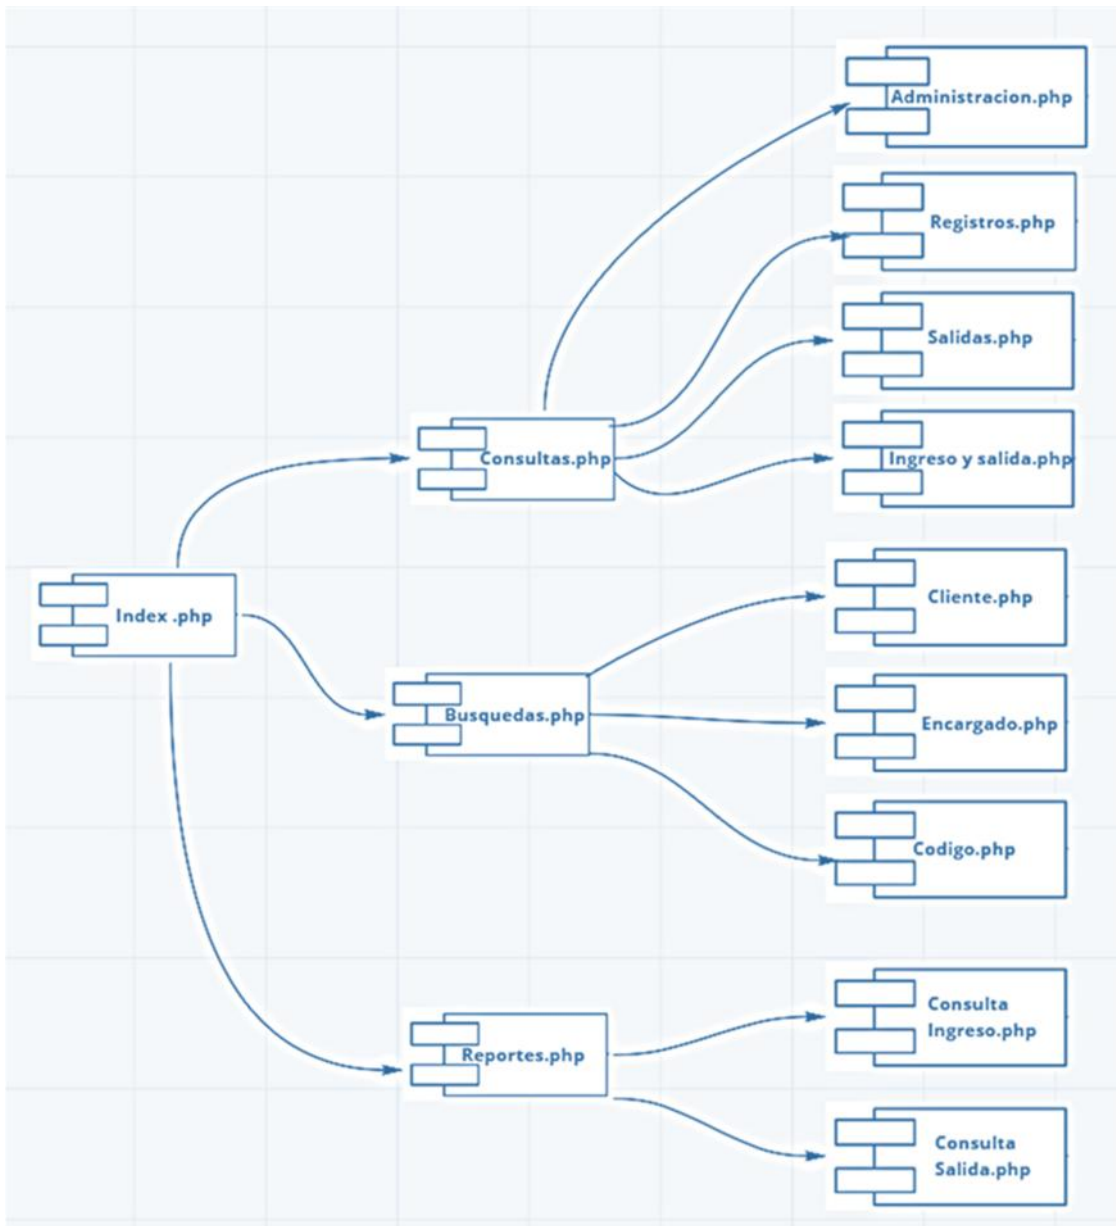 Administracion.php
Registros.php
Salidas.php
Consultas.php
Ingreso y salida.php
Index .php
Cliente.php
Busquedas.php
Encargado.php
Codigo.php
Consulta
Ingreso.php
Reportes.php
Consulta
Salida.php